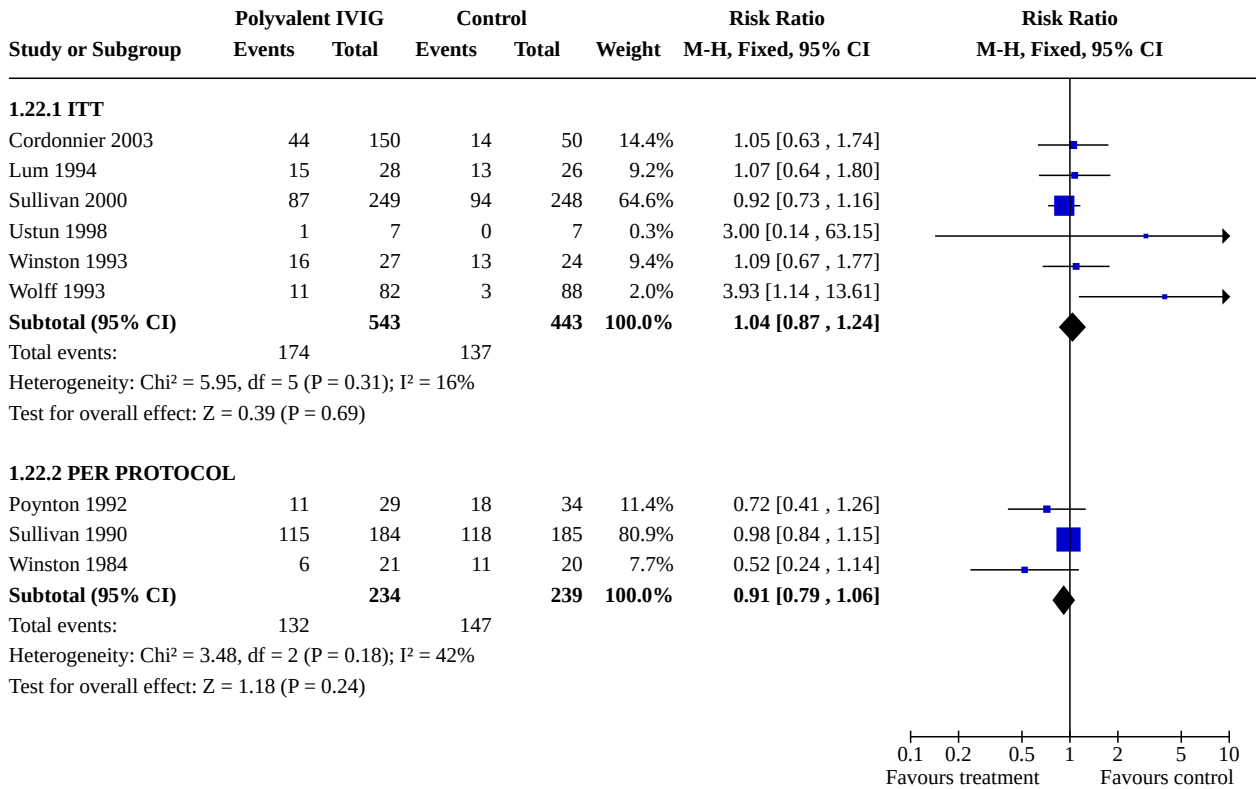 Polyvalent IVIG Control Risk Ratio Risk Ratio
Study or Subgroup Events Total Events Total Weight M-H, Fixed, 95% CI M-H, Fixed, 95% CI
1.22.1 ITT
Cordonnier 2003 44 150 14 50 14.4% 1.05 [0.63 , 1.74]
Lum 1994 15 28 13 26 9.2% 1.07 [0.64 , 1.80]
Sullivan 2000 87 249 94 248 64.6% 0.92 [0.73 , 1.16]
Ustun 1998 1 7 0 7 0.3% 3.00 [0.14 , 63.15]
Winston 1993 16 27 13 24 9.4% 1.09 [0.67 , 1.77]
Wolff 1993 11 82 3 88 2.0% 3.93 [1.14 , 13.61]
Subtotal (95% CI) 543 443 100.0% 1.04 [0.87 , 1.24]
Total events: 174 137
Heterogeneity: Chi² = 5.95, df = 5 (P = 0.31); I² = 16%
Test for overall effect: Z = 0.39 (P = 0.69)
1.22.2 PER PROTOCOL
Poynton 1992 11 29 18 34 11.4% 0.72 [0.41 , 1.26]
Sullivan 1990 115 184 118 185 80.9% 0.98 [0.84 , 1.15]
Winston 1984 6 21 11 20 7.7% 0.52 [0.24 , 1.14]
Subtotal (95% CI) 234 239 100.0% 0.91 [0.79 , 1.06]
Total events: 132 147
Heterogeneity: Chi² = 3.48, df = 2 (P = 0.18); I² = 42%
Test for overall effect: Z = 1.18 (P = 0.24)
0.1 0.2 0.5 1 2 5 10
Favours treatment Favours control